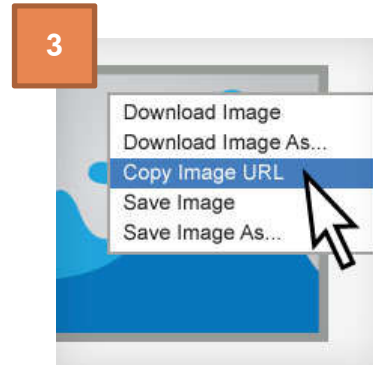 3
Download Image
Download Image As...
Copy Image URL
Save Image
Save Image As...